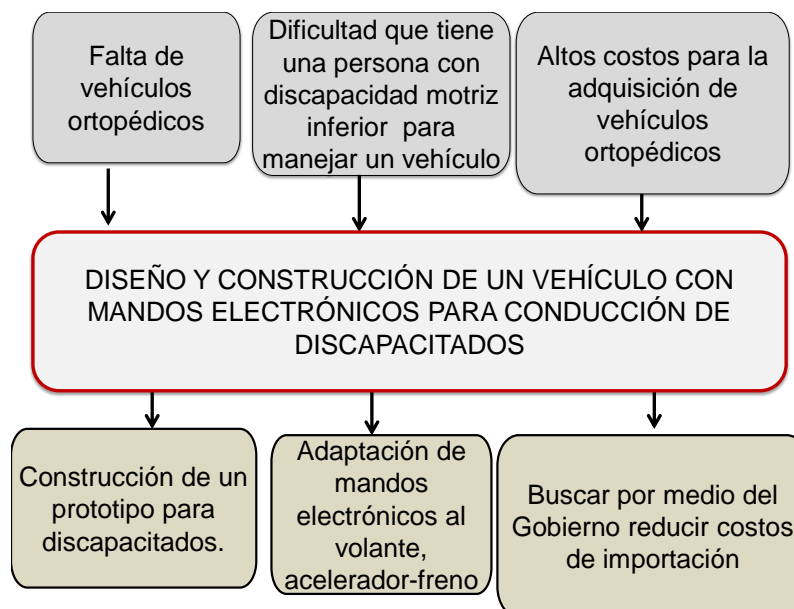 Falta de
vehículos
ortopédicos
Dificultad que tiene
una persona con
discapacidad motriz
inferior para
manejar un vehículo
Altos costos para la
adquisición de
vehículos
ortopédicos
DISEÑO Y CONSTRUCCIÓN DE UN VEHÍCULO CON
MANDOS ELECTRÓNICOS PARA CONDUCCIÓN DE
DISCAPACITADOS
Construcción de un
prototipo para
discapacitados.
Adaptación de
mandos
electrónicos al
volante,
acelerador-freno
Buscar por medio del
Gobierno reducir costos
de importación